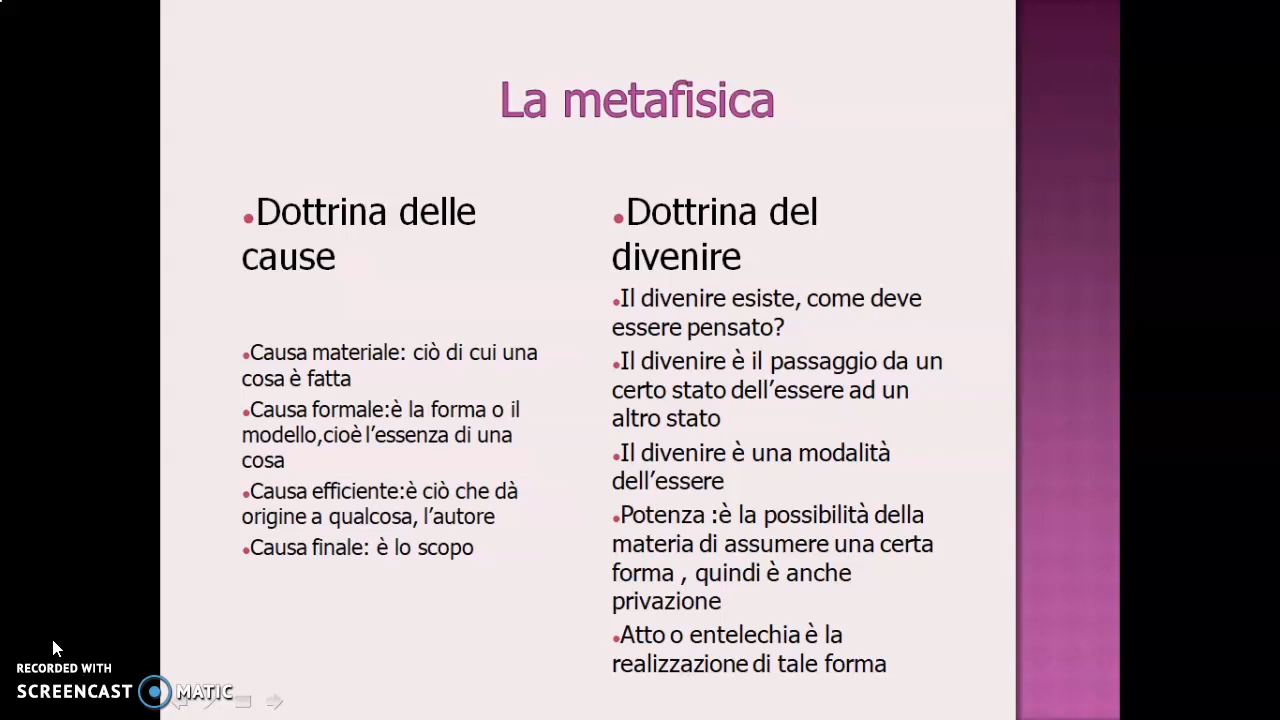 La metafisica
•Dottrina delle
cause
•Causa materiale: ciò di cui una
cosa è fatta
•Causa formale:è la forma o il
modello,cioè l’essenza di una
cosa
•Causa efficiente:è ciò che dà
origine a qualcosa, l’autore
•Causa finale: è lo scopo
•Dottrina del
divenire
•Il divenire esiste, come deve
essere pensato?
•Il divenire è il passaggio da un
certo stato dell’essere ad un
altro stato
•Il divenire è una modalità
dell’essere
•Potenza :è la possibilità della
materia di assumere una certa
forma , quindi è anche
privazione
•Atto o entelechia è la
realizzazione di tale forma
RECORDED WITH
SCREENCAST MATIC